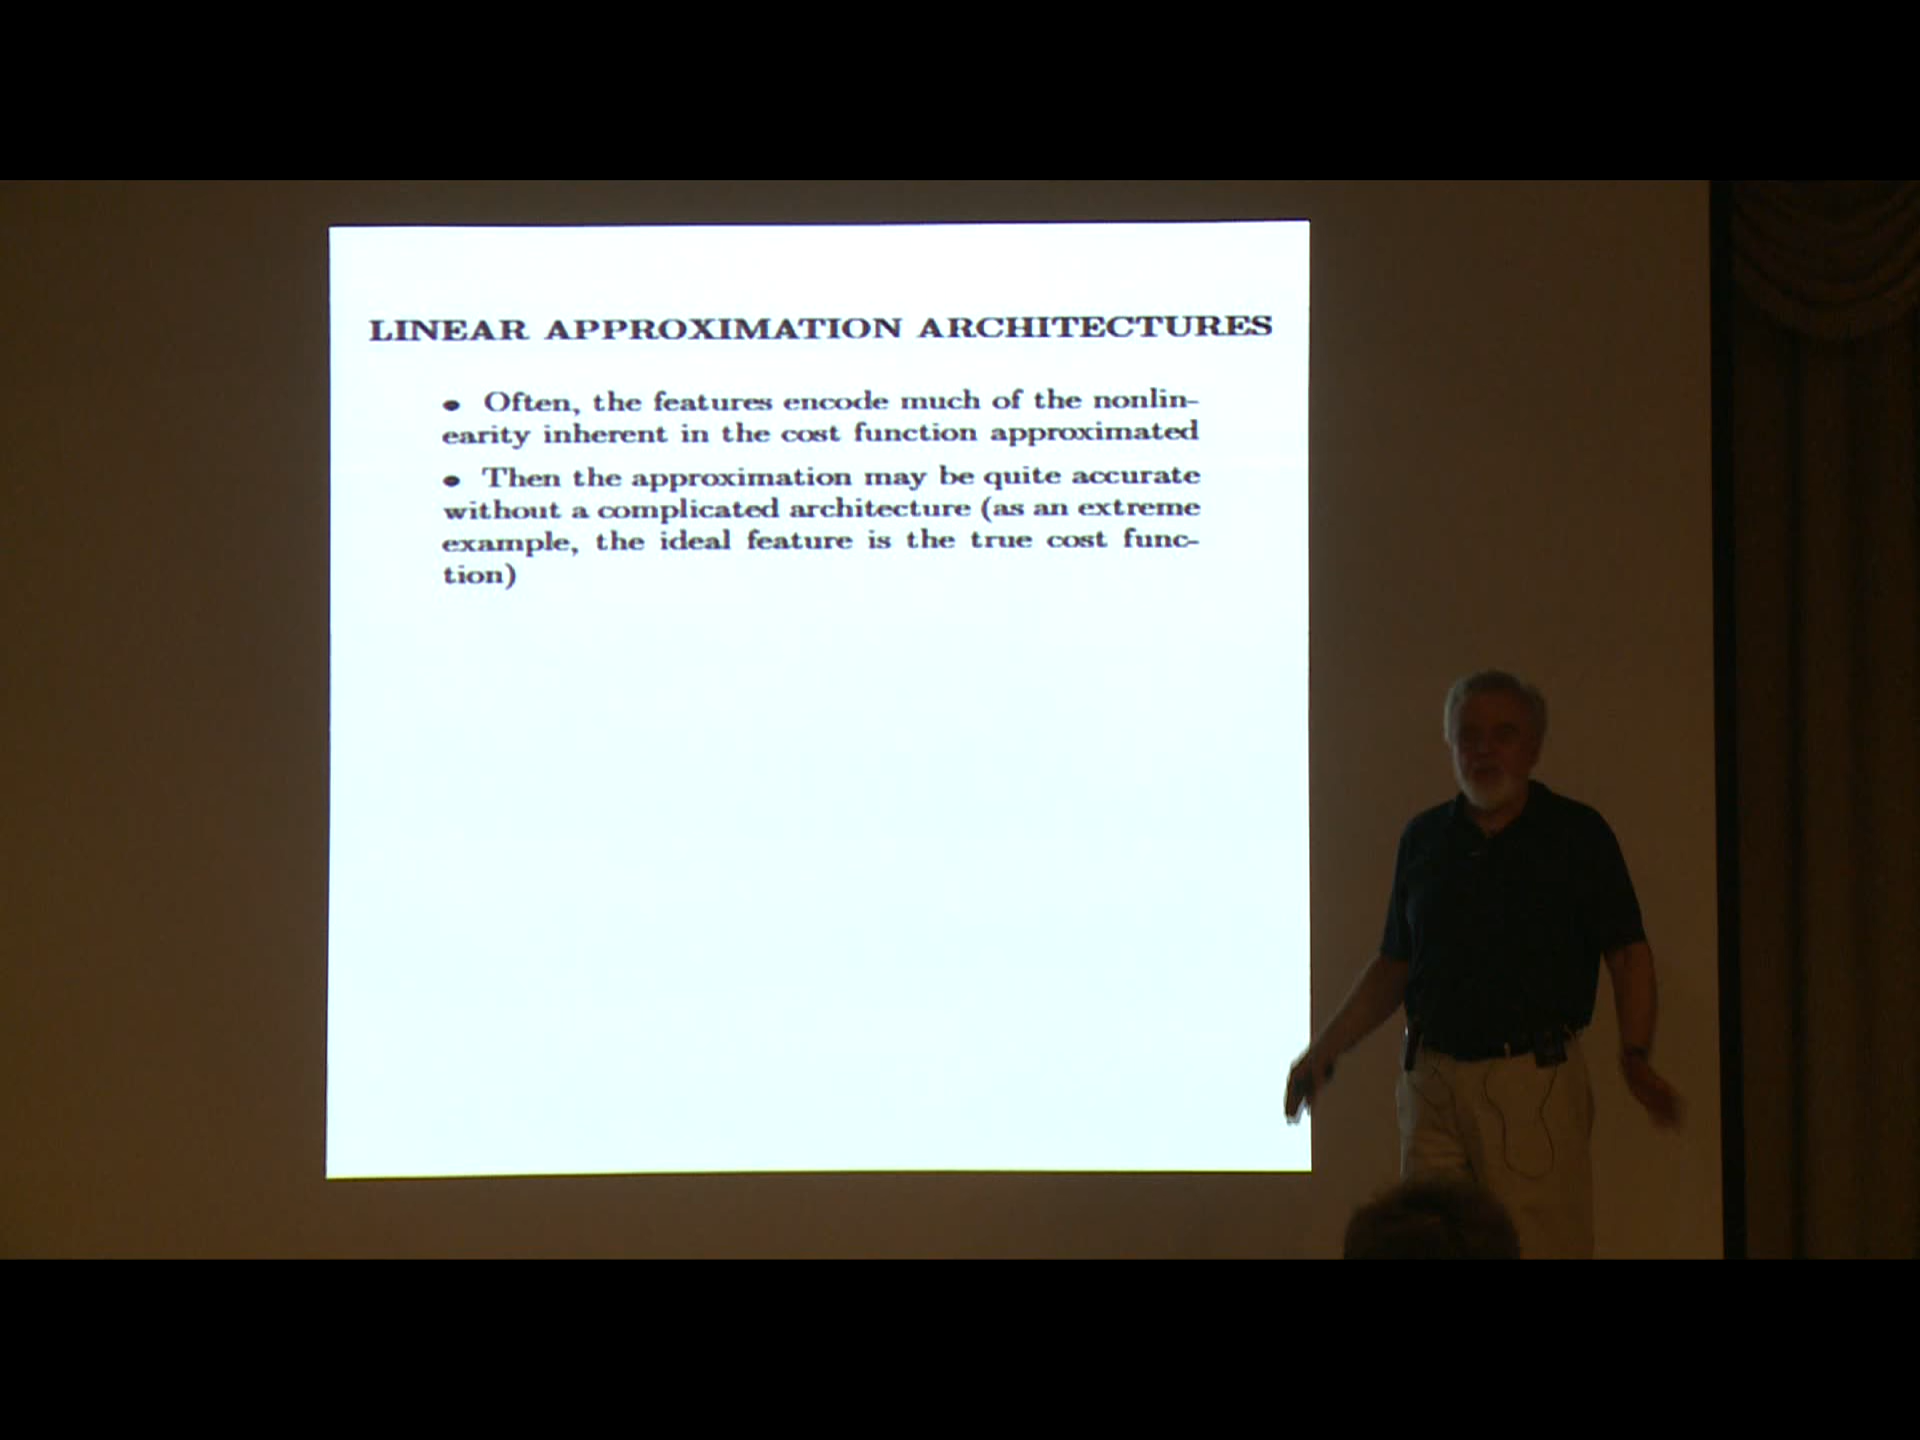 LINEAR APPROXIMATION ARCHITECTURES
• Often, the features encode much of the nonlin-
earity inherent in the cost function approximated
• Then the approximation may be quite accurate
without a complicated architecture (as an extreme
example, the ideal feature is the true cost func-
tion)